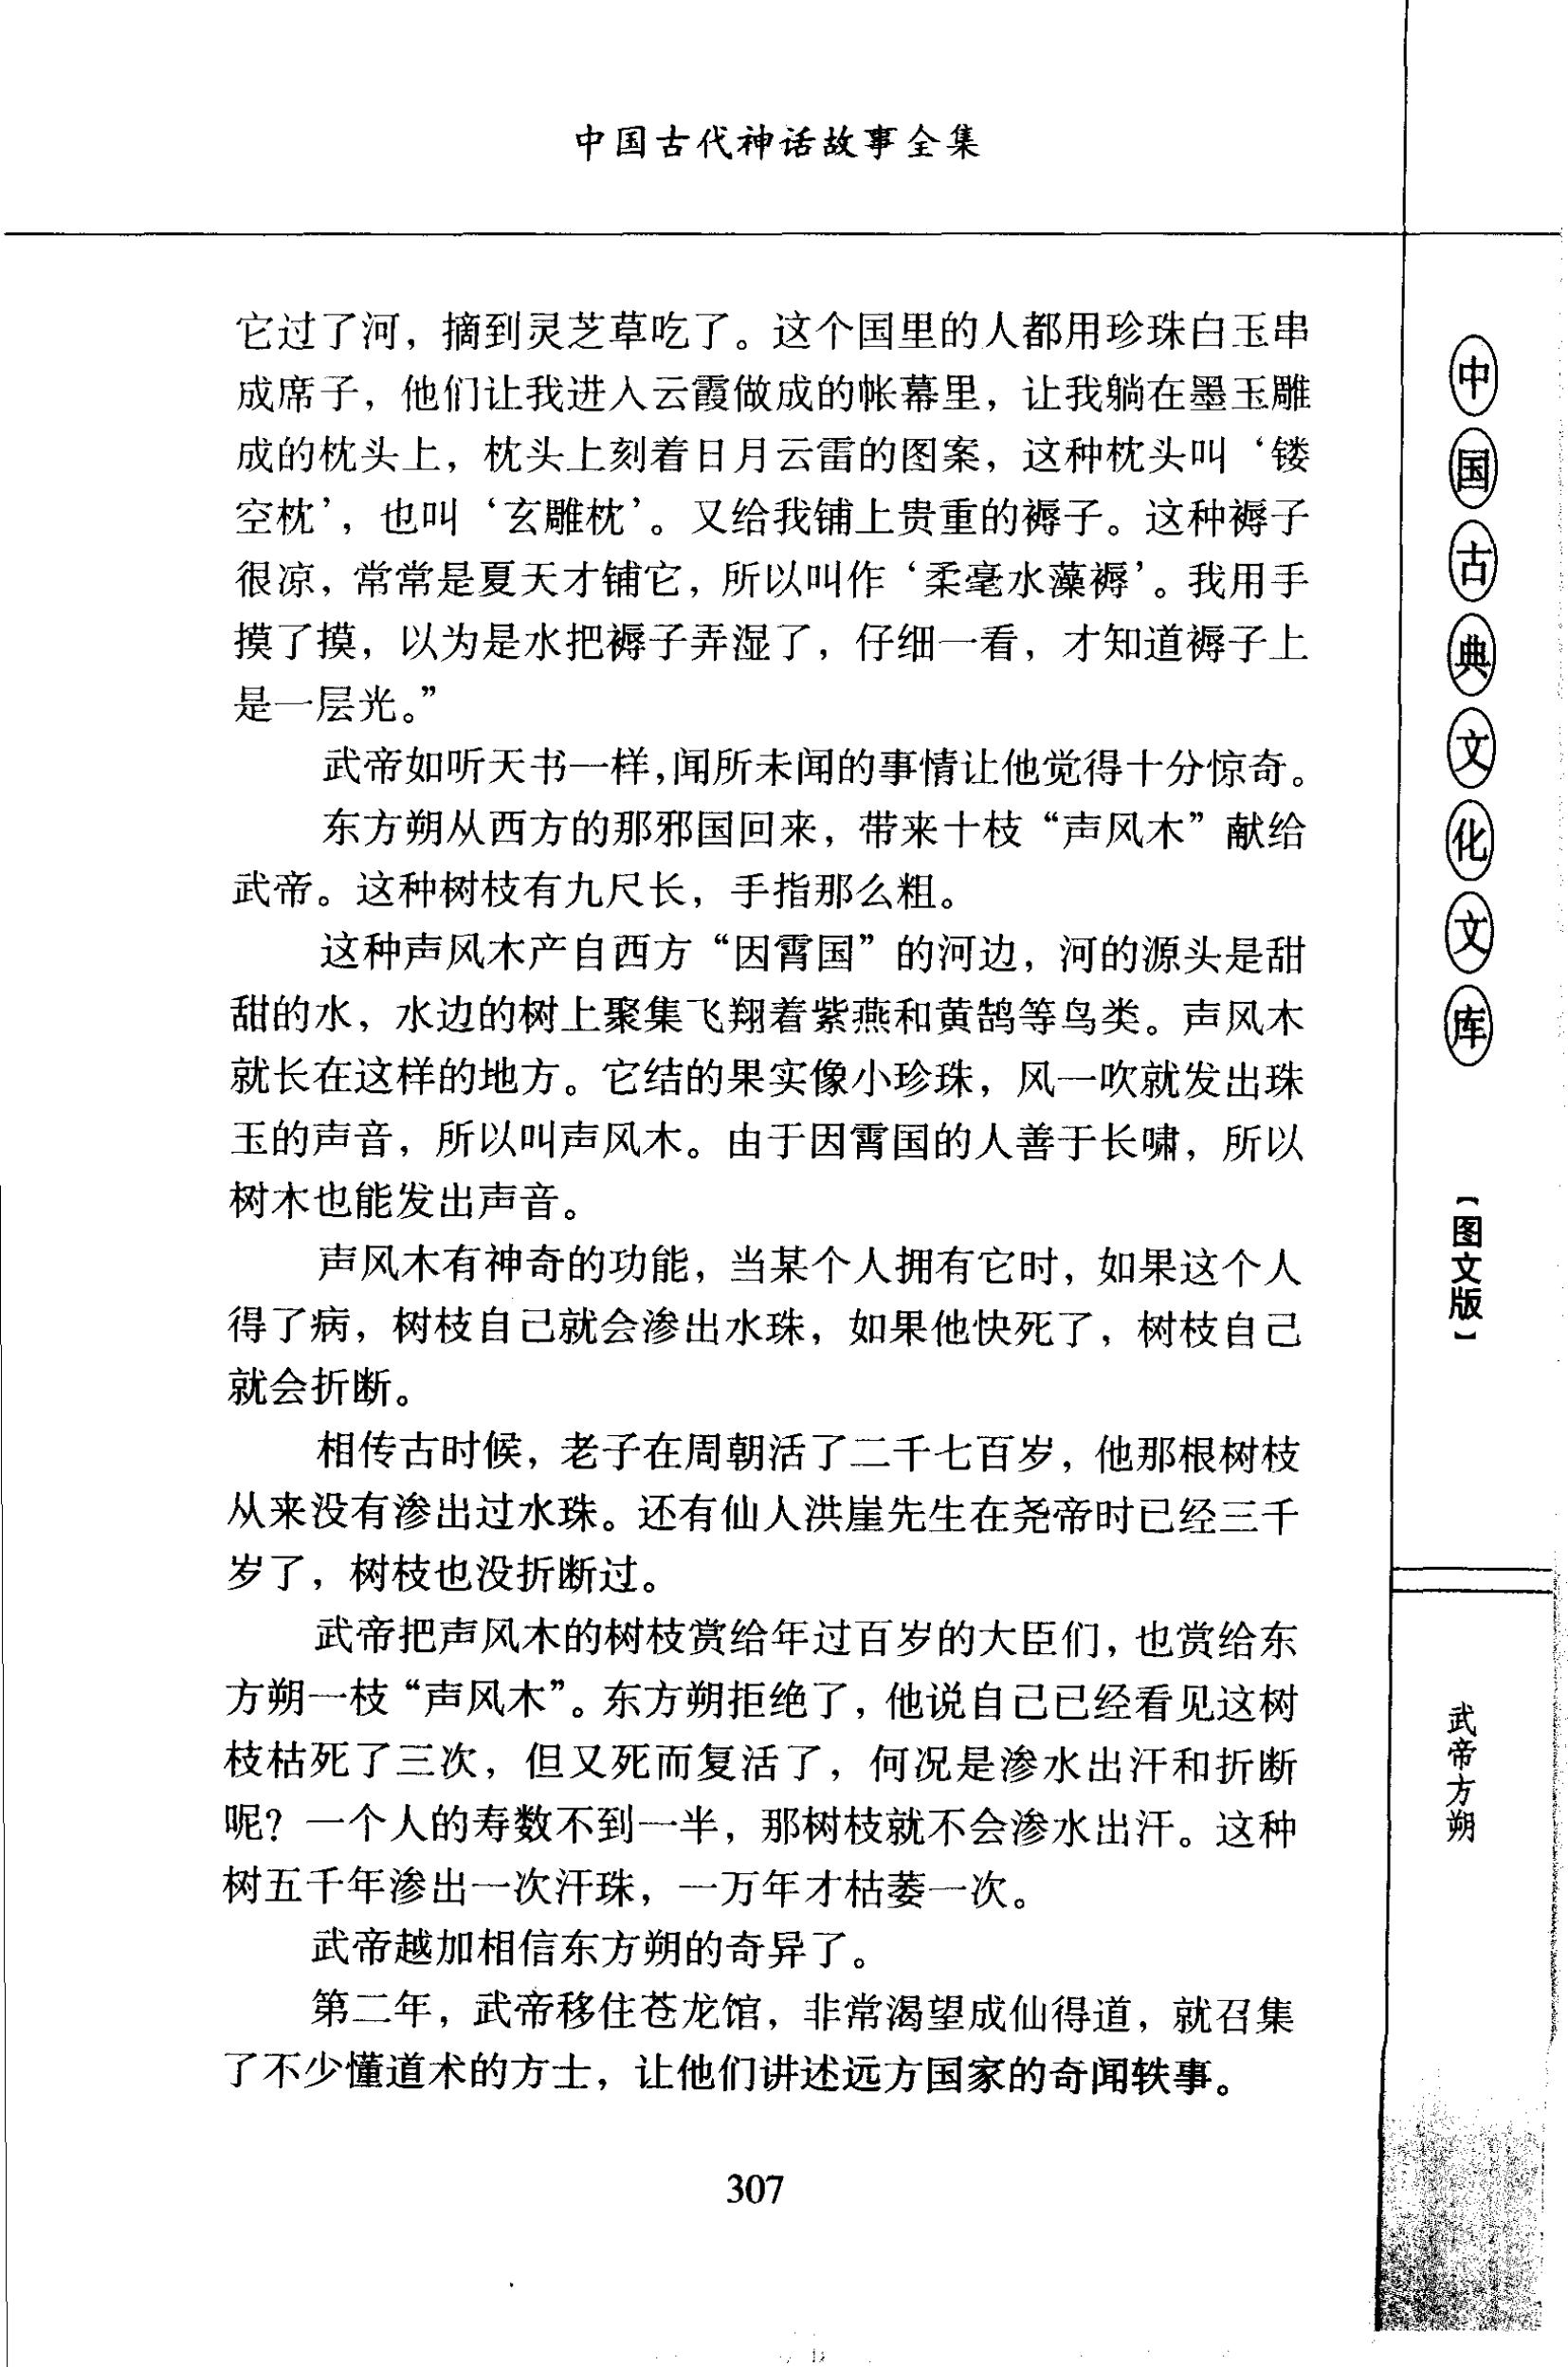 中国古代神话故事全集
它过了河，摘到灵芝草吃了。这个国里的人都用珍珠白玉串
成席子，他们让我进入云霞做成的帐幕里，让我躺在墨玉雕
成的枕头上，枕头上刻着日月云雷的图案，这种枕头叫‘镂
空枕’，也叫‘玄雕枕’。又给我铺上贵重的褥子。这种褥子
很凉，常常是夏天才铺它，所以叫作‘柔毫水藻褥’。我用手
摸了摸，以为是水把褥子弄湿了，仔细一看，才知道褥子上
是一层光。”
武帝如听天书一样，闻所未闻的事情让他觉得十分惊奇。
东方朔从西方的那邪国回来，带来十枝“声风木”献给
武帝。这种树枝有九尺长，手指那么粗。
这种声风木产自西方“因霄国”的河边，河的源头是甜
甜的水，水边的树上聚集飞翔着紫燕和黄鹄等鸟类。声风木
就长在这样的地方。它结的果实像小珍珠，风一吹就发出珠
玉的声音，所以叫声风木。由于因霄国的人善于长啸，所以
树木也能发出声音。
声风木有神奇的功能，当某个人拥有它时，如果这个人
得了病，树枝自己就会渗出水珠，如果他快死了，树枝自己
就会折断。
相传古时候，老子在周朝活了二千七百岁，他那根树枝
从来没有渗出过水珠。还有仙人洪崖先生在尧帝时已经三千
岁了，树枝也没折断过。
武帝把声风木的树枝赏给年过百岁的大臣们，也赏给东
方朔一枝“声风木”。东方朔拒绝了，他说自己已经看见这树
枝枯死了三次，但又死而复活了，何况是渗水出汗和折断
呢？一个人的寿数不到一半，那树枝就不会渗水出汗。这种
树五千年渗出一次汗珠，一万年才枯萎一次。
武帝越加相信东方朔的奇异了。
第二年，武帝移住苍龙馆，非常渴望成仙得道，就召集
了不少懂道术的方士，让他们讲述远方国家的奇闻轶事。
307
中国古典文化文库
【图文版】
武帝方朔